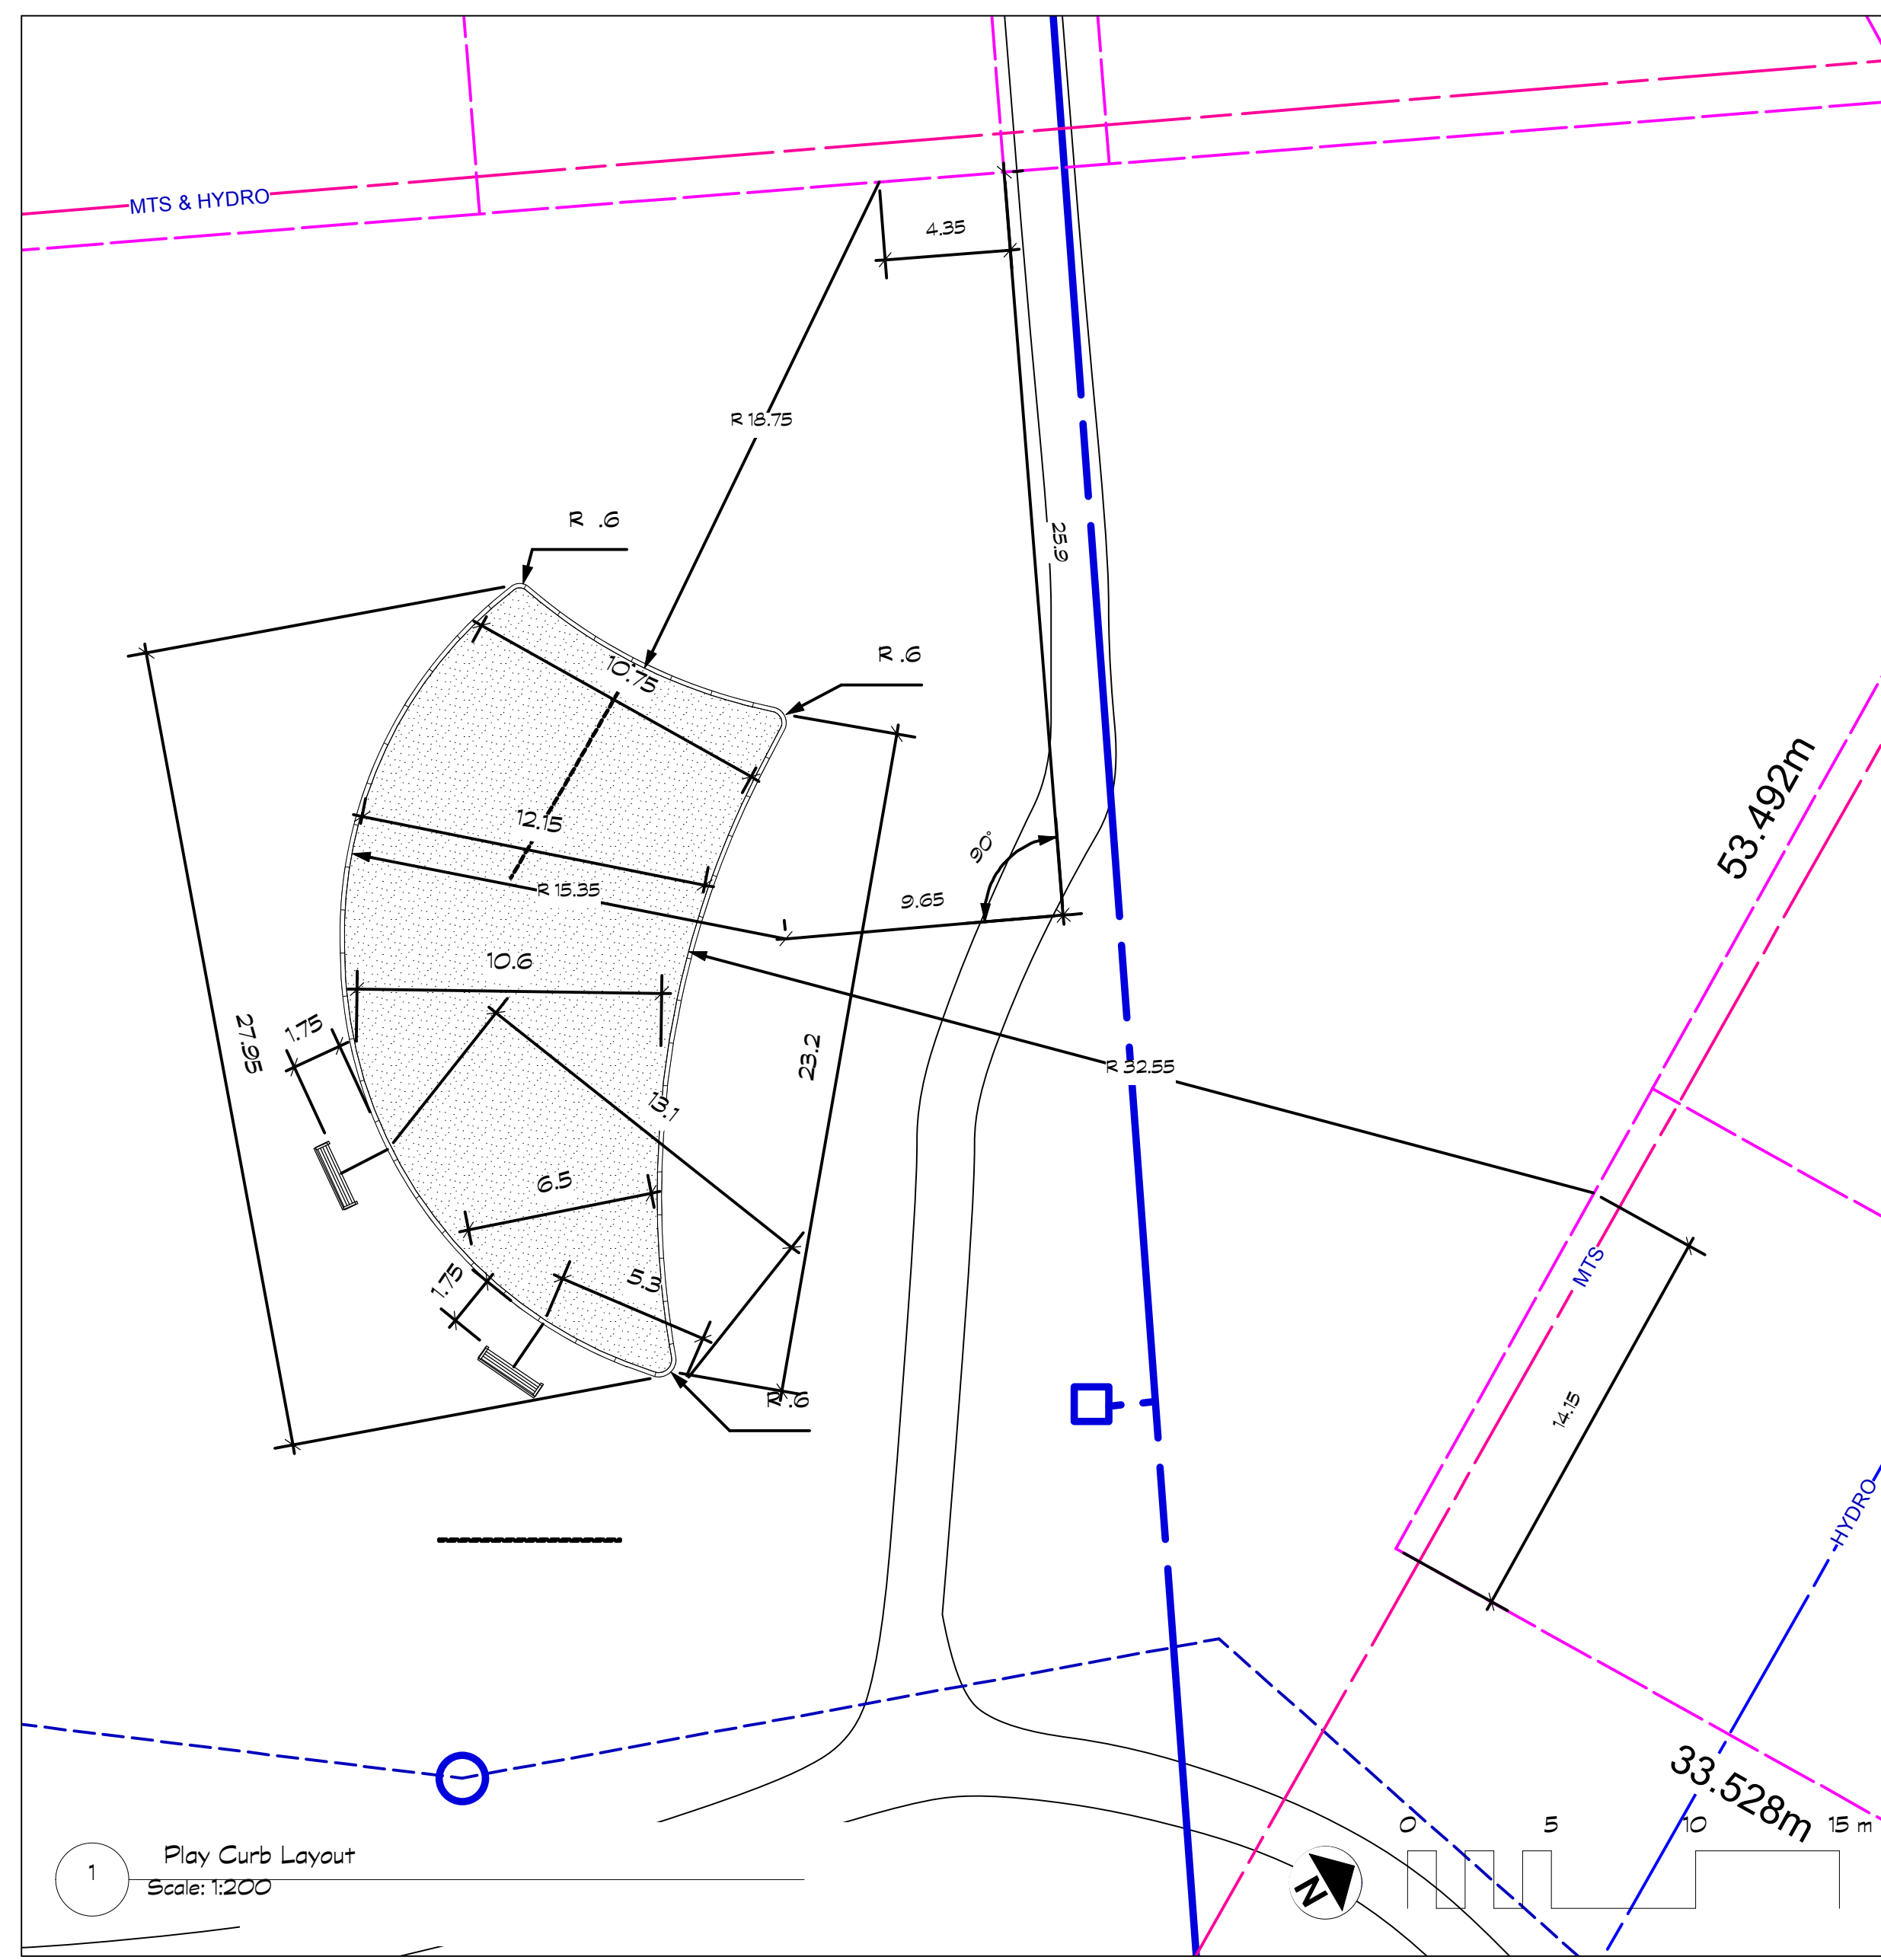 MTS & HYDRO
4.35
R 18.75
R .6
25.9
R .6
10.75
53.492m
12.15
90°
R 15.35
9.65
10.6
27.95
1.75
23.2
R 32.55
13.1
6.5
MTS
1.75
5.3
R .6
14.15
HYDRO
33.528m
0 5 10 15 m
1
Play Curb Layout
Scale: 1:200
N